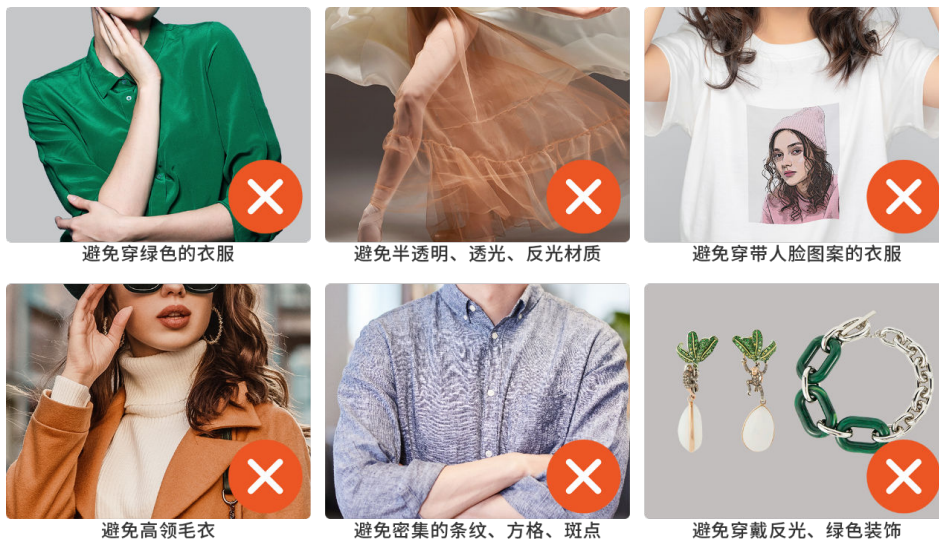 避免穿绿色的衣服
避免半透明、透光、反光材质
避免穿带人脸图案的衣服
避免高领毛衣
避免密集的条纹、方格、斑点
避免穿戴反光、绿色装饰